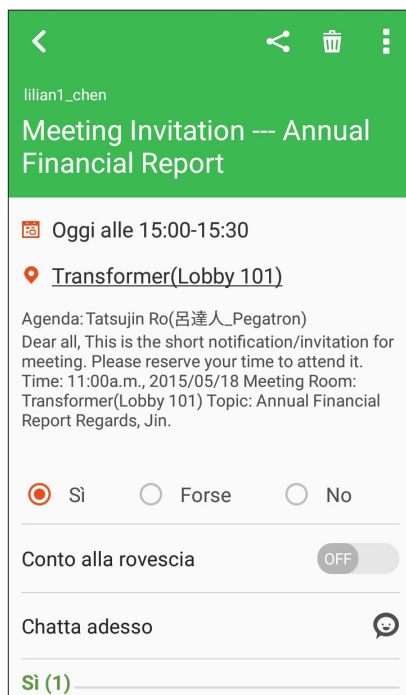 lilian1_chen
Meeting Invitation --- Annual
Financial Report
Oggi alle 15:00-15:30
Transformer(Lobby 101)
Agenda:Tatsujin Ro(呂達人_Pegatron)
Dear all, This is the short notification/invitation for
meeting. Please reserve your time to attend it.
Time: 11:00a.m., 2015/05/18 Meeting Room:
Transformer(Lobby 101) Topic: Annual Financial
Report Regards, Jin.
Sì Forse No
Conto alla rovescia OFF
Chatta adesso
Sì (1)